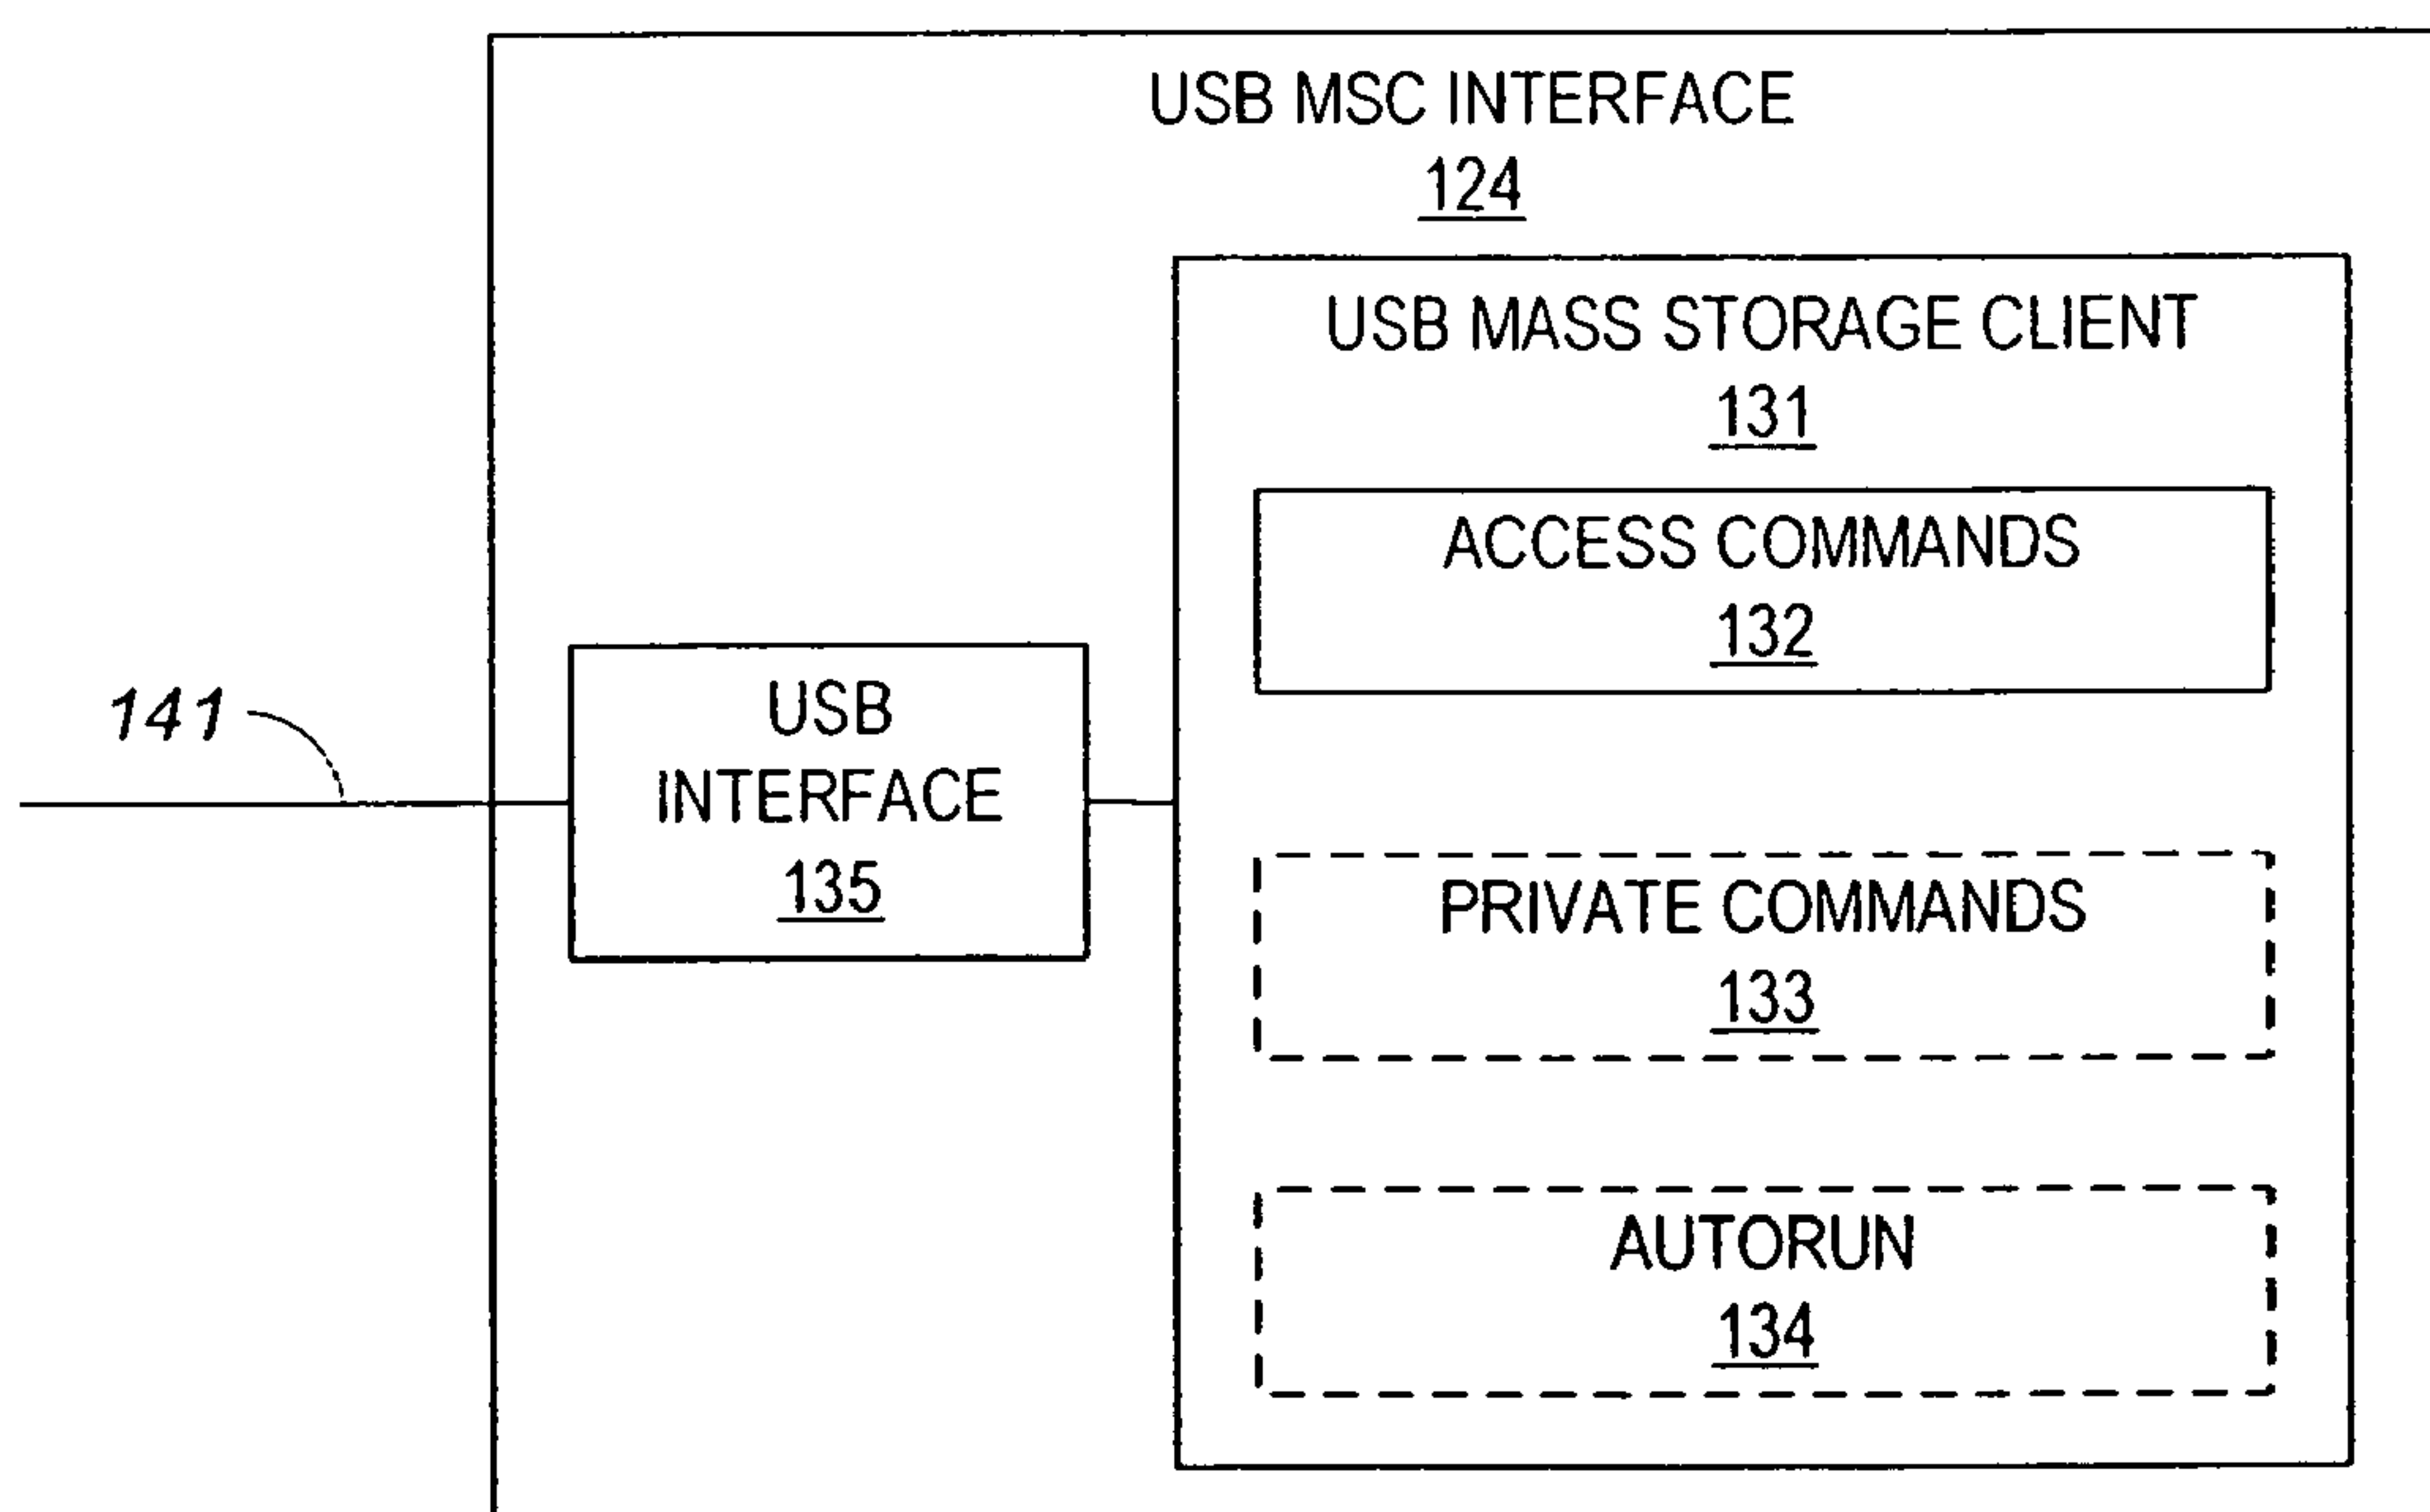 USB MSC INTERFACE
124
USB MASS STORAGE CLIENT
131
ACCESS COMMANDS
132
141
USB
INTERFACE
135
PRIVATE COMMANDS
133
AUTORUN
134